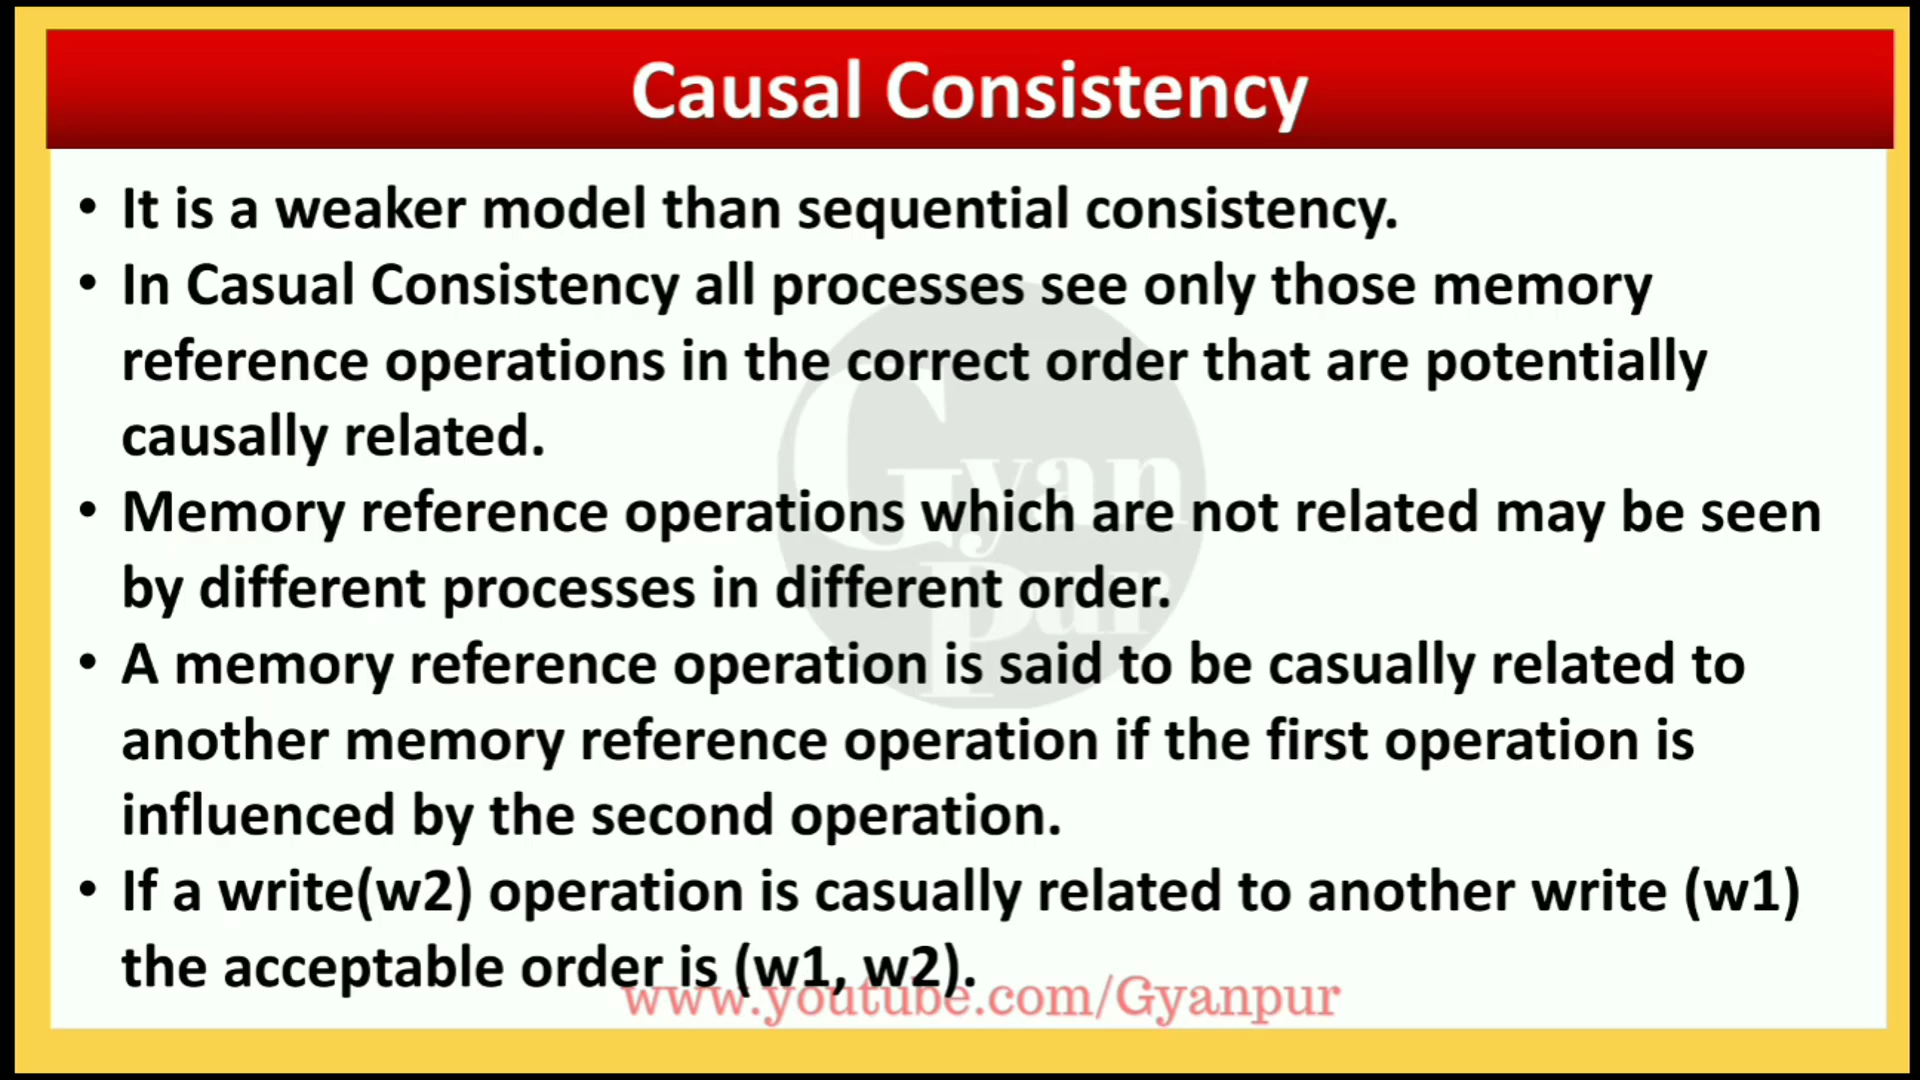 Causal Consistency
• It is a weaker model than sequential consistency.
• In Casual Consistency all processes see only those memory
reference operations in the correct order that are potentially
causally related.
• Memory reference operations which are not related may be seen
by different processes in different order.
• A memory reference operation is said to be casually related to
another memory reference operation if the first operation is
influenced by the second operation.
• If a write(w2) operation is casually related to another write (w1)
the acceptable order is (w1, w2).
Gyan
Pur
www.youtube.com/Gyanpur